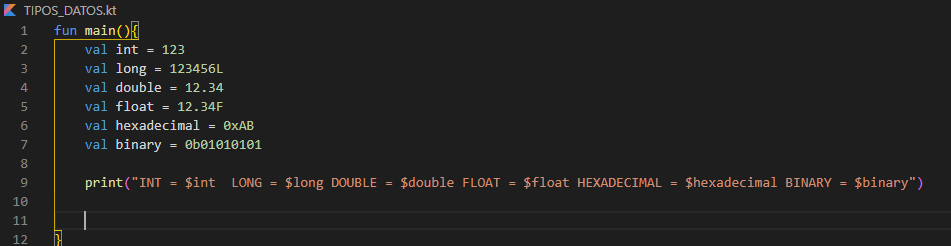 TIPOS_DATOS.kt
1 fun main(){
2 val int = 123
3 val long = 123456L
4 val double = 12.34
5 val float = 12.34F
6 val hexadecimal = 0xAB
7 val binary = 0b01010101
8
9 print("INT = $int  LONG = $long DOUBLE = $double FLOAT = $float HEXADECIMAL = $hexadecimal BINARY = $binary")
10
11
12 }